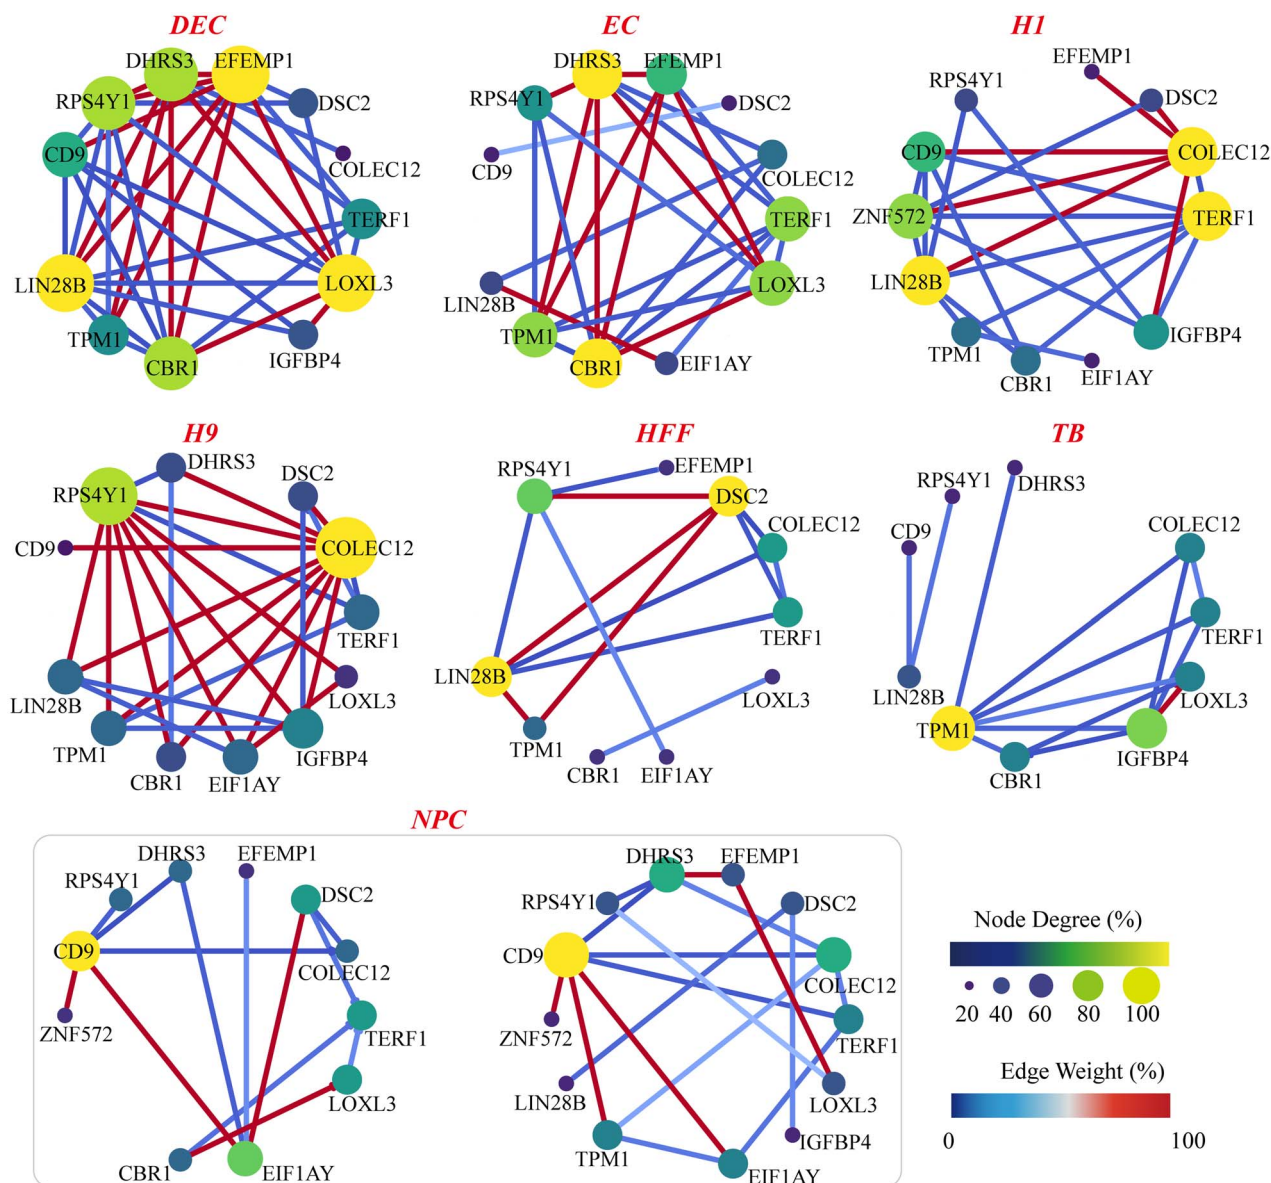 DEC
DHRS3
EFEMP1
RPS4Y1
DSC2
CD9
COLEC12
TERF1
LIN28B
LOXL3
TPM1
IGFBP4
CBR1
EC
DHRS3
EFEMP1
RPS4Y1
DSC2
CD9
COLEC12
TERF1
LIN28B
LOXL3
TPM1
EIF1AY
CBR1
H1
EFEMP1
RPS4Y1
DSC2
CD9
COLEC12
ZNF572
TERF1
LIN28B
TPM1
IGFBP4
CBR1
EIF1AY
H9
DHRS3
DSC2
RPS4Y1
CD9
COLEC12
TERF1
LIN28B
LOXL3
TPM1
IGFBP4
CBR1
EIF1AY
HFF
RPS4Y1
EFEMP1
DSC2
COLEC12
TERF1
LIN28B
LOXL3
TPM1
CBR1
EIF1AY
TB
DHRS3
RPS4Y1
CD9
COLEC12
TERF1
LIN28B
LOXL3
TPM1
IGFBP4
CBR1
NPC
DHRS3
EFEMP1
RPS4Y1
DSC2
CD9
COLEC12
ZNF572
TERF1
LOXL3
CBR1
EIF1AY
DHRS3
EFEMP1
RPS4Y1
DSC2
CD9
COLEC12
ZNF572
TERF1
LIN28B
LOXL3
TPM1
IGFBP4
EIF1AY
Node Degree (%)
20 40 60 80 100
Edge Weight (%)
0 100